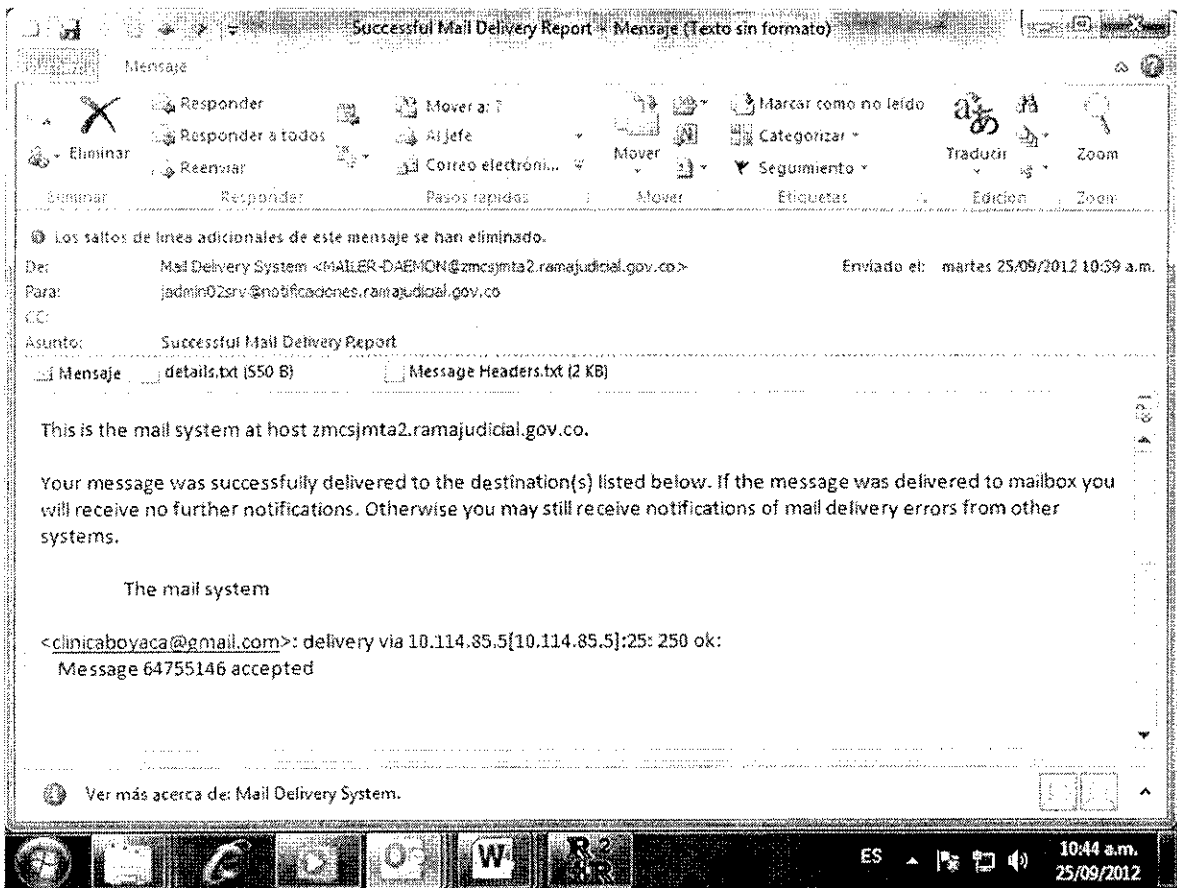 Successful Mail Delivery Report - Mensaje (Texto sin formato)
Mensaje
Eliminar
Responder
Responder a todos
Reenviar
Mover a: ?
Al jefe
Correo electróni...
Mover
Marcar como no leído
Categorizar
Seguimiento
Traducir
Zoom
Eliminar Responder Pasos rápidos Mover Etiquetas Edición Zoom
Los saltos de línea adicionales de este mensaje se han eliminado.
De: Mail Delivery System <MAILER-DAEMON@zmcsjmta2.ramajudicial.gov.co> Enviado el: martes 25/09/2012 10:39 a.m.
Para: jadmin02srv@notificaciones.ramajudicial.gov.co
CC:
Asunto: Successful Mail Delivery Report
Mensaje details.txt (550 B) Message Headers.txt (2 KB)
This is the mail system at host zmcsjmta2.ramajudicial.gov.co.
Your message was successfully delivered to the destination(s) listed below. If the message was delivered to mailbox you
will receive no further notifications. Otherwise you may still receive notifications of mail delivery errors from other
systems.
The mail system
<clinicaboyaca@gmail.com>: delivery via 10.114.85.5[10.114.85.5]:25: 250 ok:
Message 64755146 accepted
Ver más acerca de: Mail Delivery System.
ES
10:44 a.m.
25/09/2012